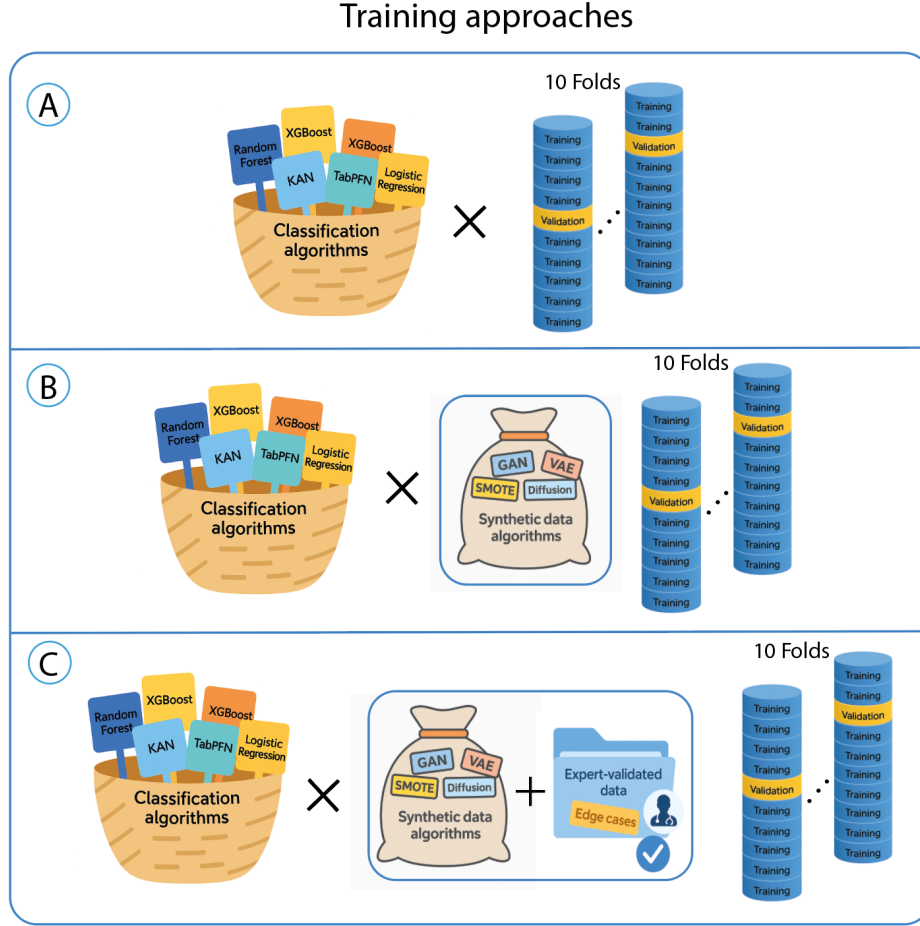 Training approaches
A
Random
Forest
XGBoost
XGBoost
KAN
TabPFN
Logistic
Regression
Classification
algorithms
×
10 Folds
Training
Training
Training
Training
Validation
Training
Training
Training
Training
Training
Training
Training
Validation
Training
Training
Training
Training
Training
Training
Training
B
Random
Forest
XGBoost
XGBoost
KAN
TabPFN
Logistic
Regression
Classification
algorithms
×
GAN
VAE
SMOTE
Diffusion
Synthetic data
algorithms
10 Folds
Training
Training
Training
Training
Validation
Training
Training
Training
Training
Training
Training
Training
Validation
Training
Training
Training
Training
Training
Training
Training
C
Random
Forest
XGBoost
XGBoost
KAN
TabPFN
Logistic
Regression
Classification
algorithms
×
GAN
VAE
SMOTE
Diffusion
Synthetic data
algorithms
+
Expert-validated
data
Edge cases
10 Folds
Training
Training
Training
Training
Validation
Training
Training
Training
Training
Training
Training
Training
Validation
Training
Training
Training
Training
Training
Training
Training